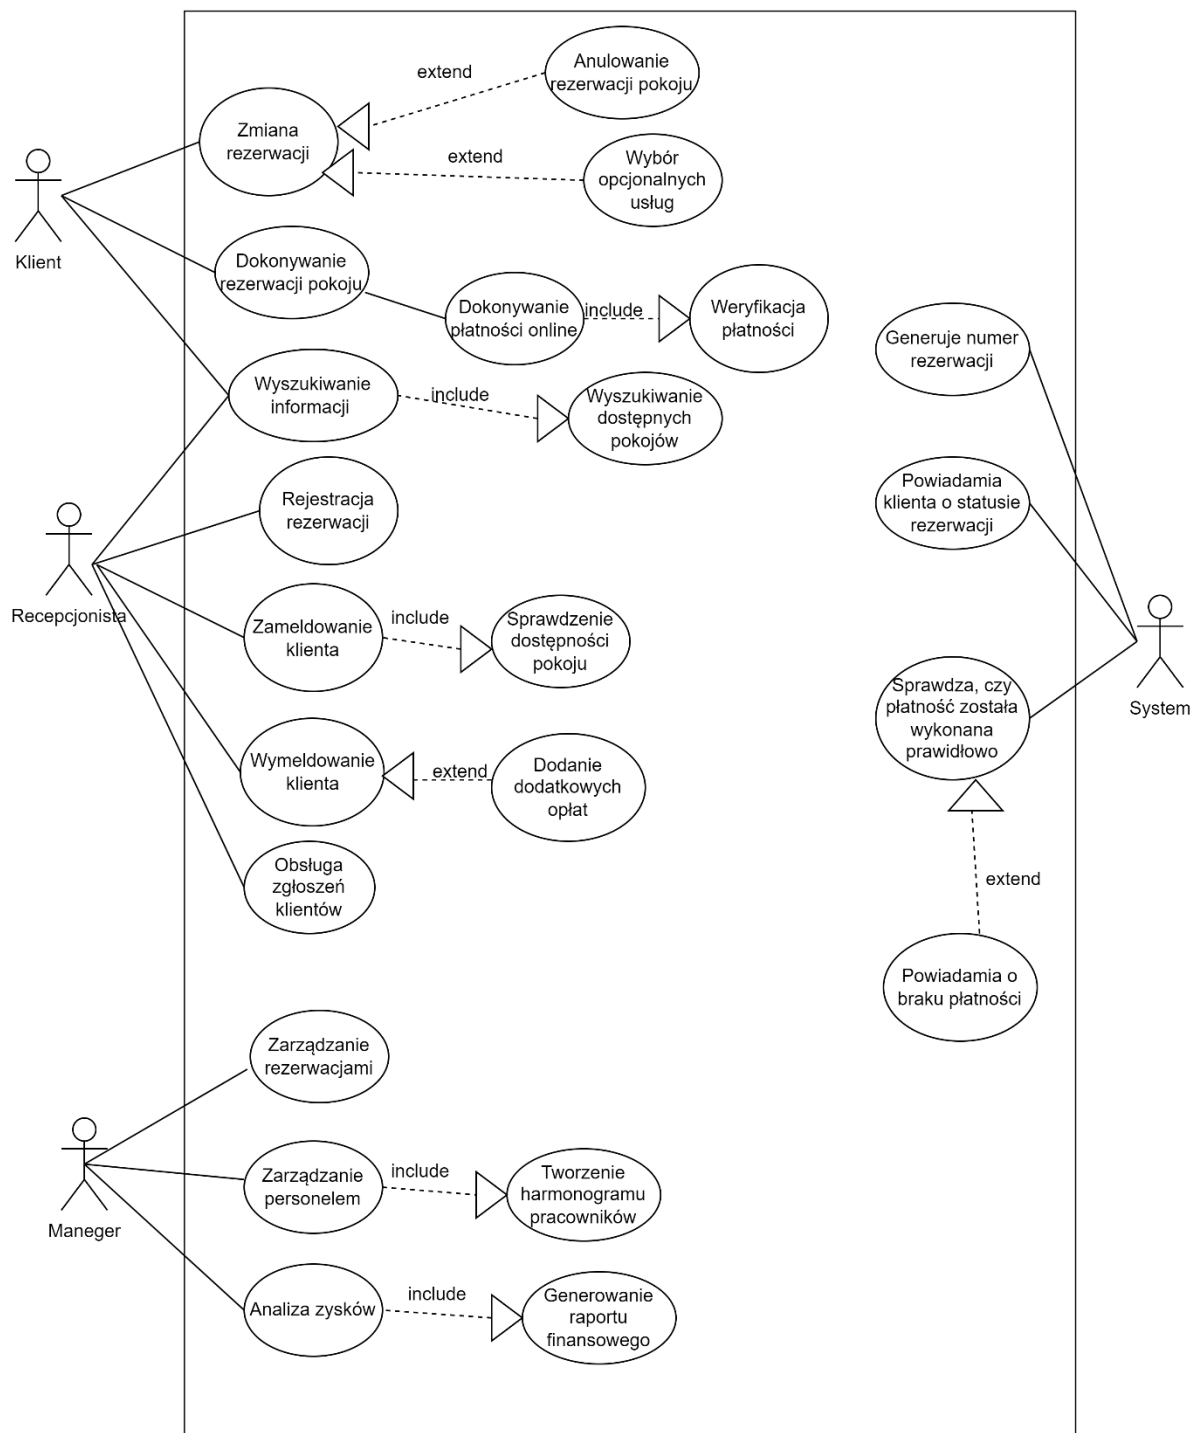 extend
Anulowanie
rezerwacji pokoju
Zmiana
rezerwacji
extend
Wybór
opcjonalnych
usług
Klient
Dokonywanie
rezerwacji pokoju
Dokonywanie
płatności online
include
Weryfikacja
płatności
Generuje numer
rezerwacji
Wyszukiwanie
informacji
include
Wyszukiwanie
dostępnych
pokojów
Rejestracja
rezerwacji
Powiadamia
klienta o statusie
rezerwacji
Recepcjonista
Zameldowanie
klienta
include
Sprawdzenie
dostępności
pokoju
Sprawdza, czy
płatność została
wykonana
prawidłowo
System
Wymeldowanie
klienta
extend
Dodanie
dodatkowych
opłat
Obsługa
zgłoszeń
klientów
extend
Powiadamia o
braku płatności
Zarządzanie
rezerwacjami
Maneger
Zarządzanie
personelem
include
Tworzenie
harmonogramu
pracowników
Analiza zysków
include
Generowanie
raportu
finansowego